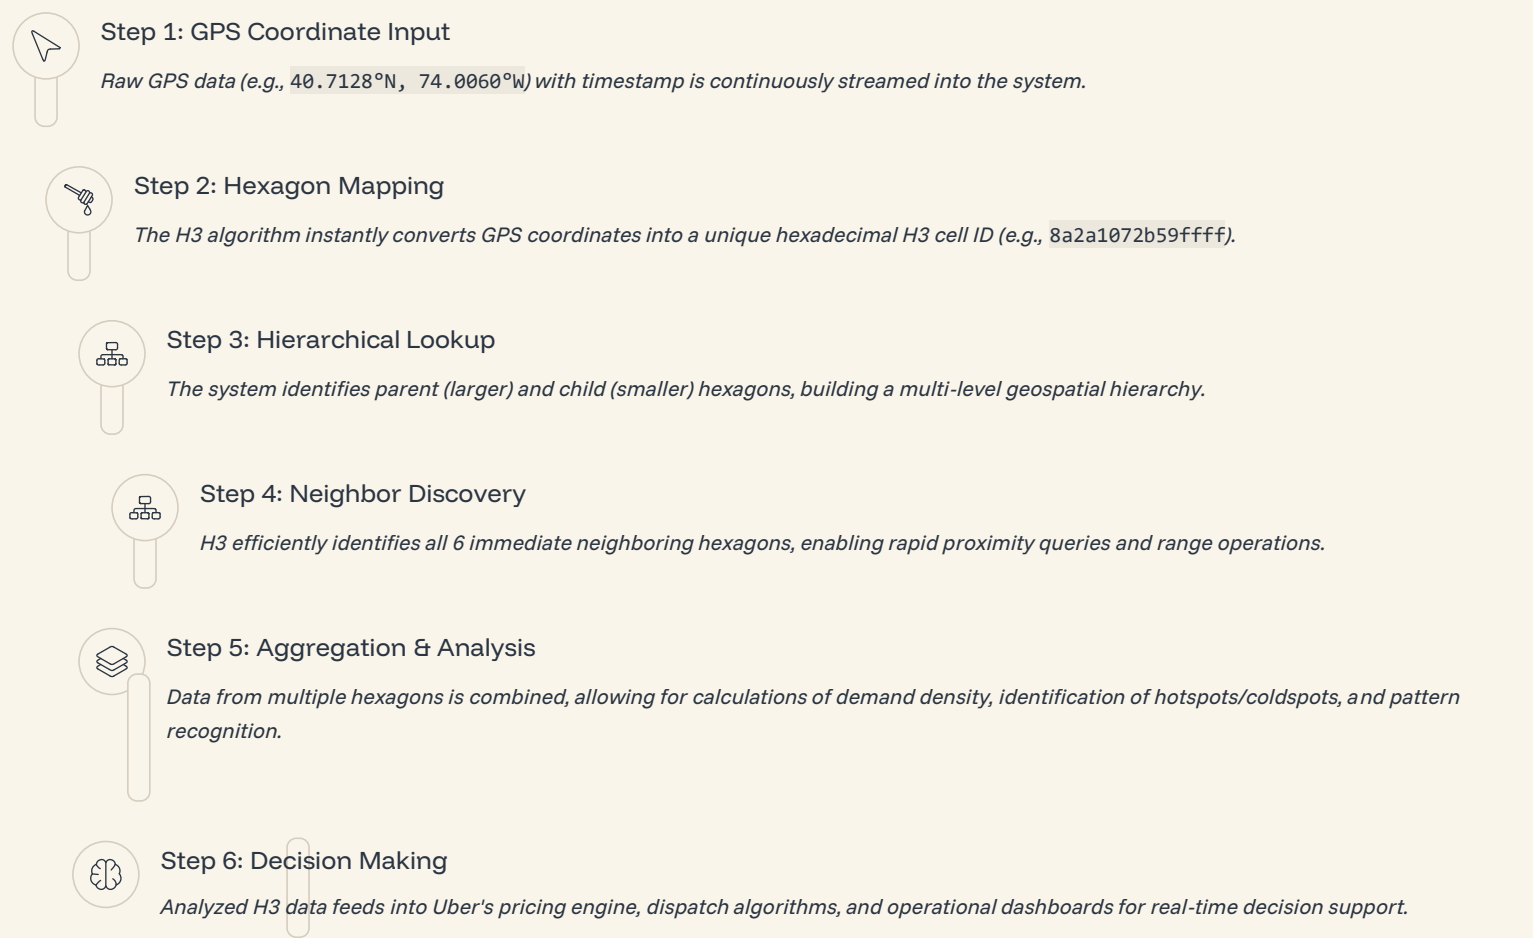 Step 1: GPS Coordinate Input
Raw GPS data (e.g., 40.7128°N, 74.0060°W) with timestamp is continuously streamed into the system.
Step 2: Hexagon Mapping
The H3 algorithm instantly converts GPS coordinates into a unique hexadecimal H3 cell ID (e.g., 8a2a1072b59ffff).
Step 3: Hierarchical Lookup
The system identifies parent (larger) and child (smaller) hexagons, building a multi-level geospatial hierarchy.
Step 4: Neighbor Discovery
H3 efficiently identifies all 6 immediate neighboring hexagons, enabling rapid proximity queries and range operations.
Step 5: Aggregation & Analysis
Data from multiple hexagons is combined, allowing for calculations of demand density, identification of hotspots/coldspots, and pattern
recognition.
Step 6: Decision Making
Analyzed H3 data feeds into Uber's pricing engine, dispatch algorithms, and operational dashboards for real-time decision support.